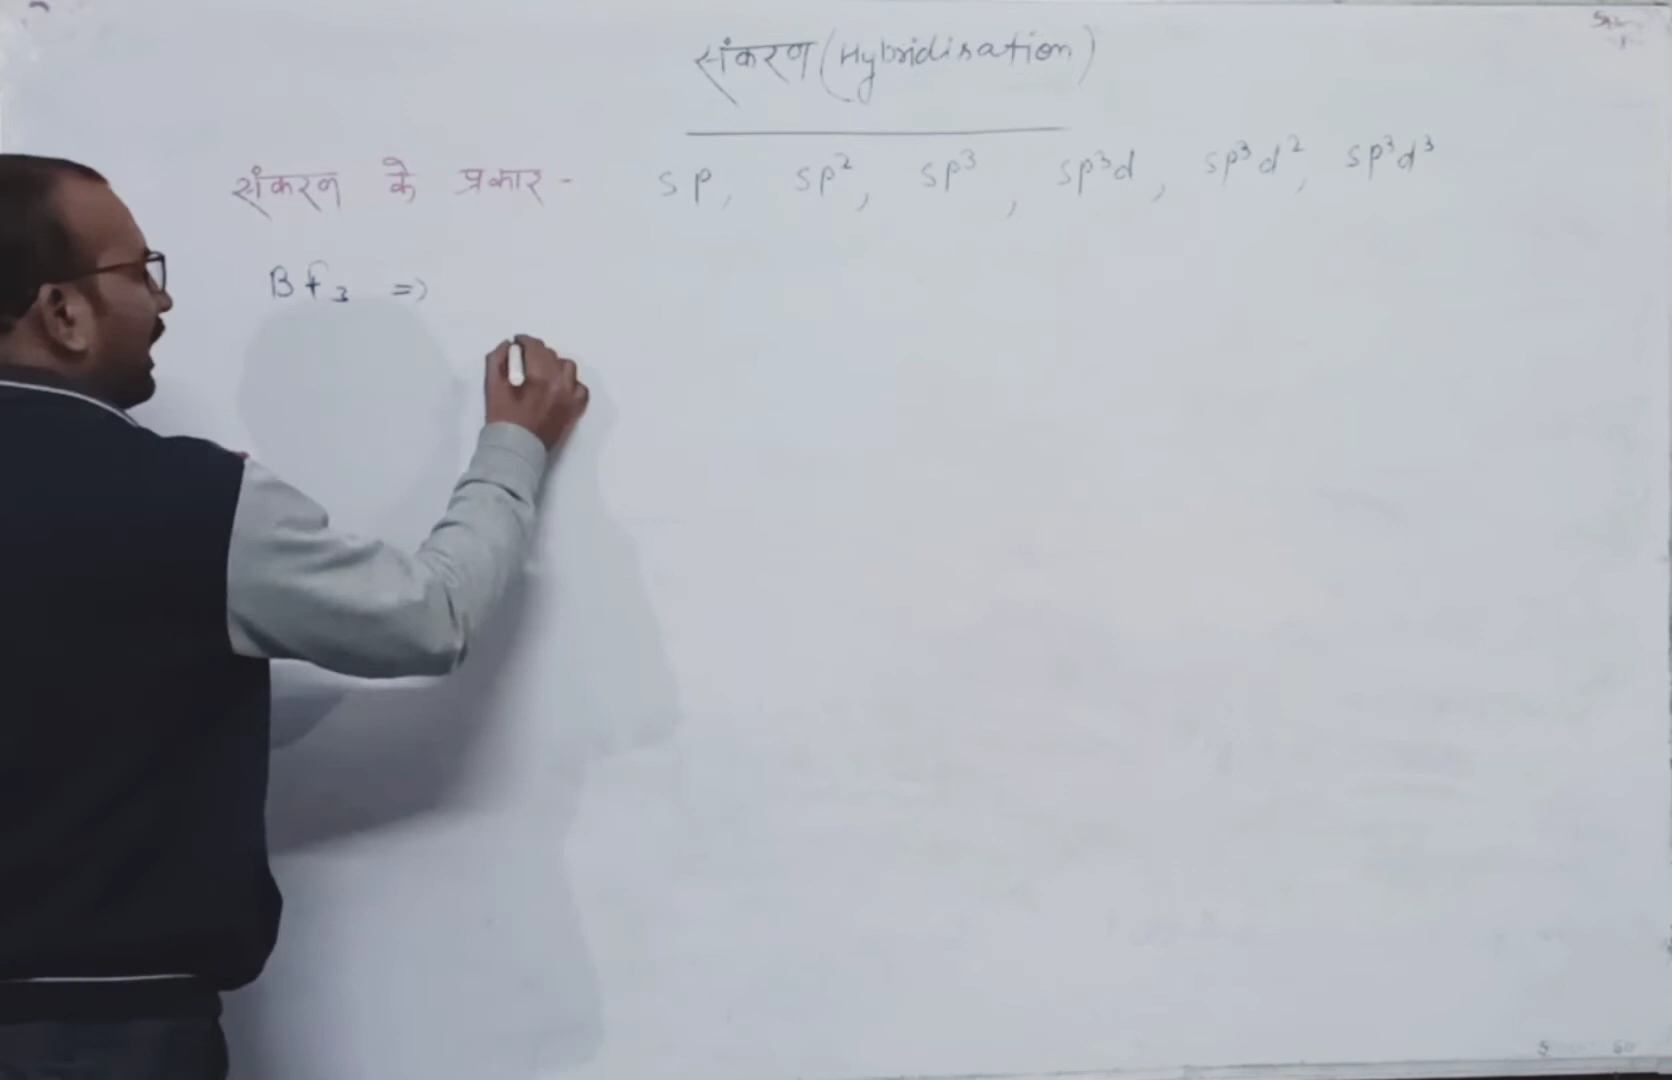 संकरण (Hybridisation)
संकरण के प्रकार - sp, sp², sp³, sp³d, sp³d², sp³d³
Bf₃ =>